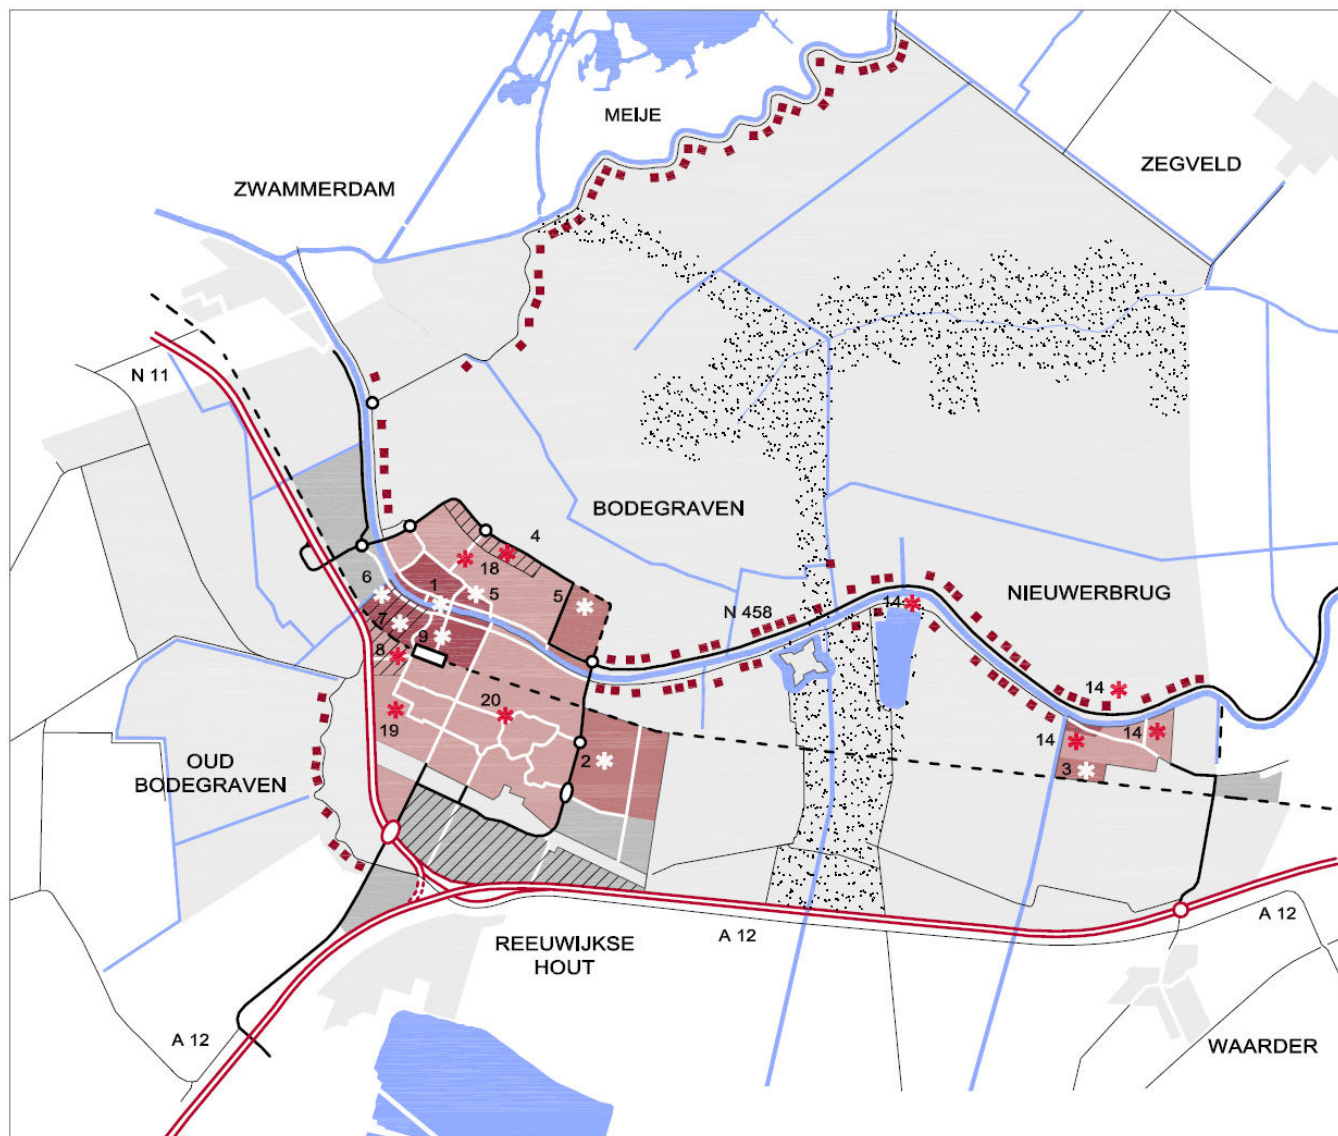 MEIJE
ZEGVELD
ZWAMMERDAM
N 11
BODEGRAVEN
4
18
6
1
5
5
NIEUWERBRUG
N 458
14
7
9
8
14
20
19
14
14
OUD
BODEGRAVEN
2
3
REEUWIJKSE
HOUT
A 12
A 12
A 12
WAARDER